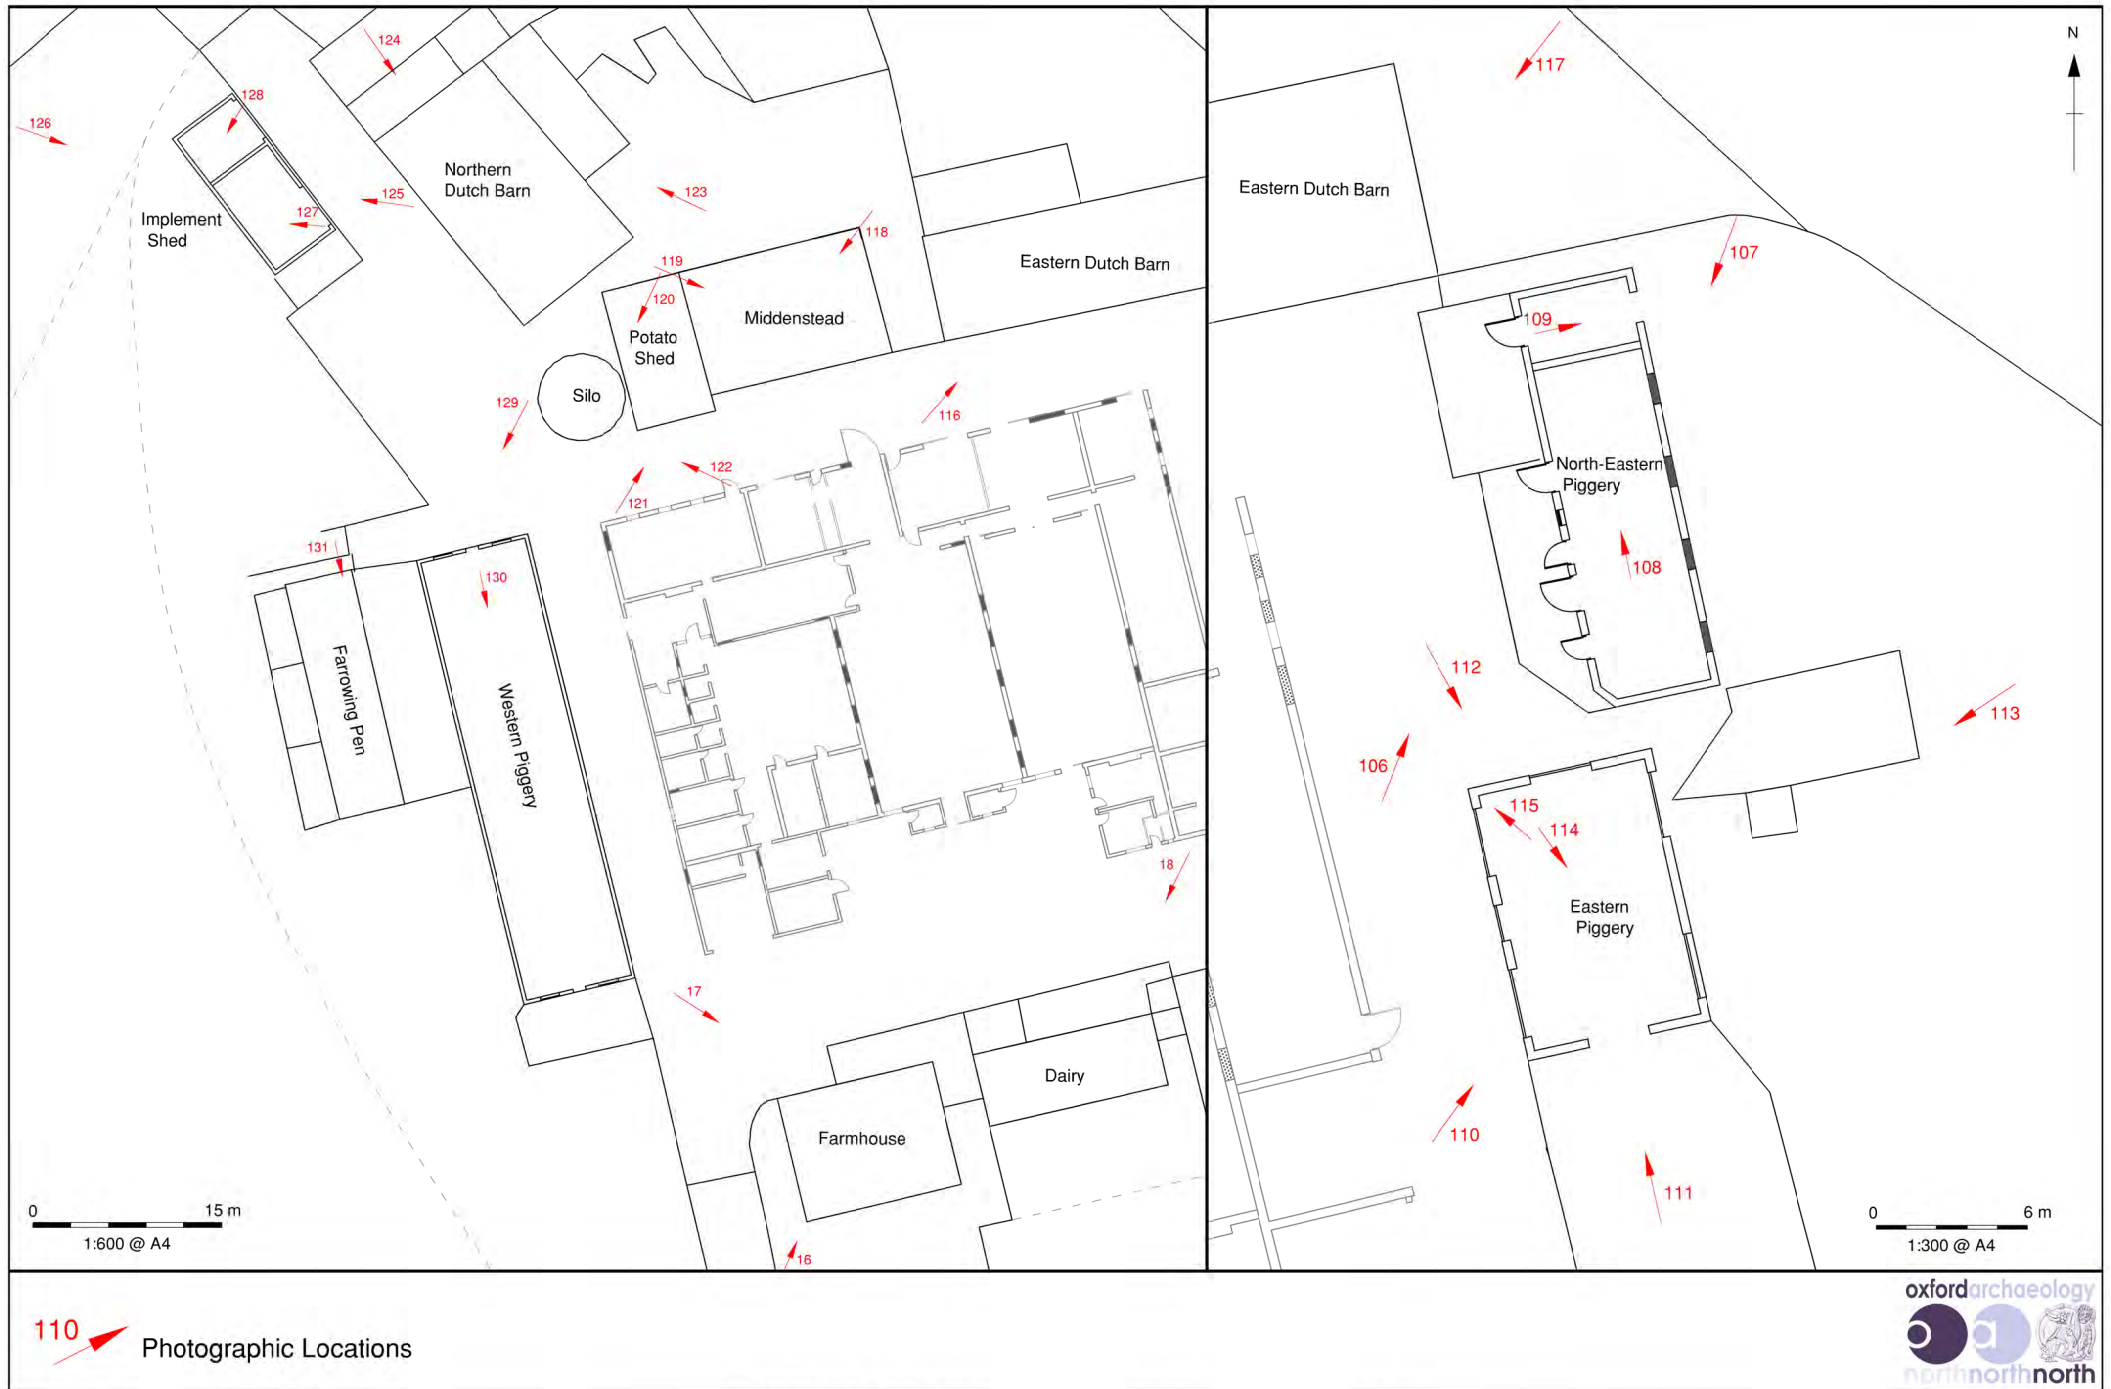 124
128
126
Northern
Dutch Barn
125
123
127
Implement
Shed
118
119
120
Eastern Dutch Barn
Middenstead
Potato
Shed
Silo
129
116
122
121
131
130
Farrowing Pen
Western Piggery
18
17
Dairy
Farmhouse
16
0 15 m
1:600 @ A4
117
N
Eastern Dutch Barn
107
109
North-Eastern
Piggery
108
112
113
106
115
114
Eastern
Piggery
110
111
0 6 m
1:300 @ A4
110
Photographic Locations
oxfordarchaeology
o a
northnorthnorth